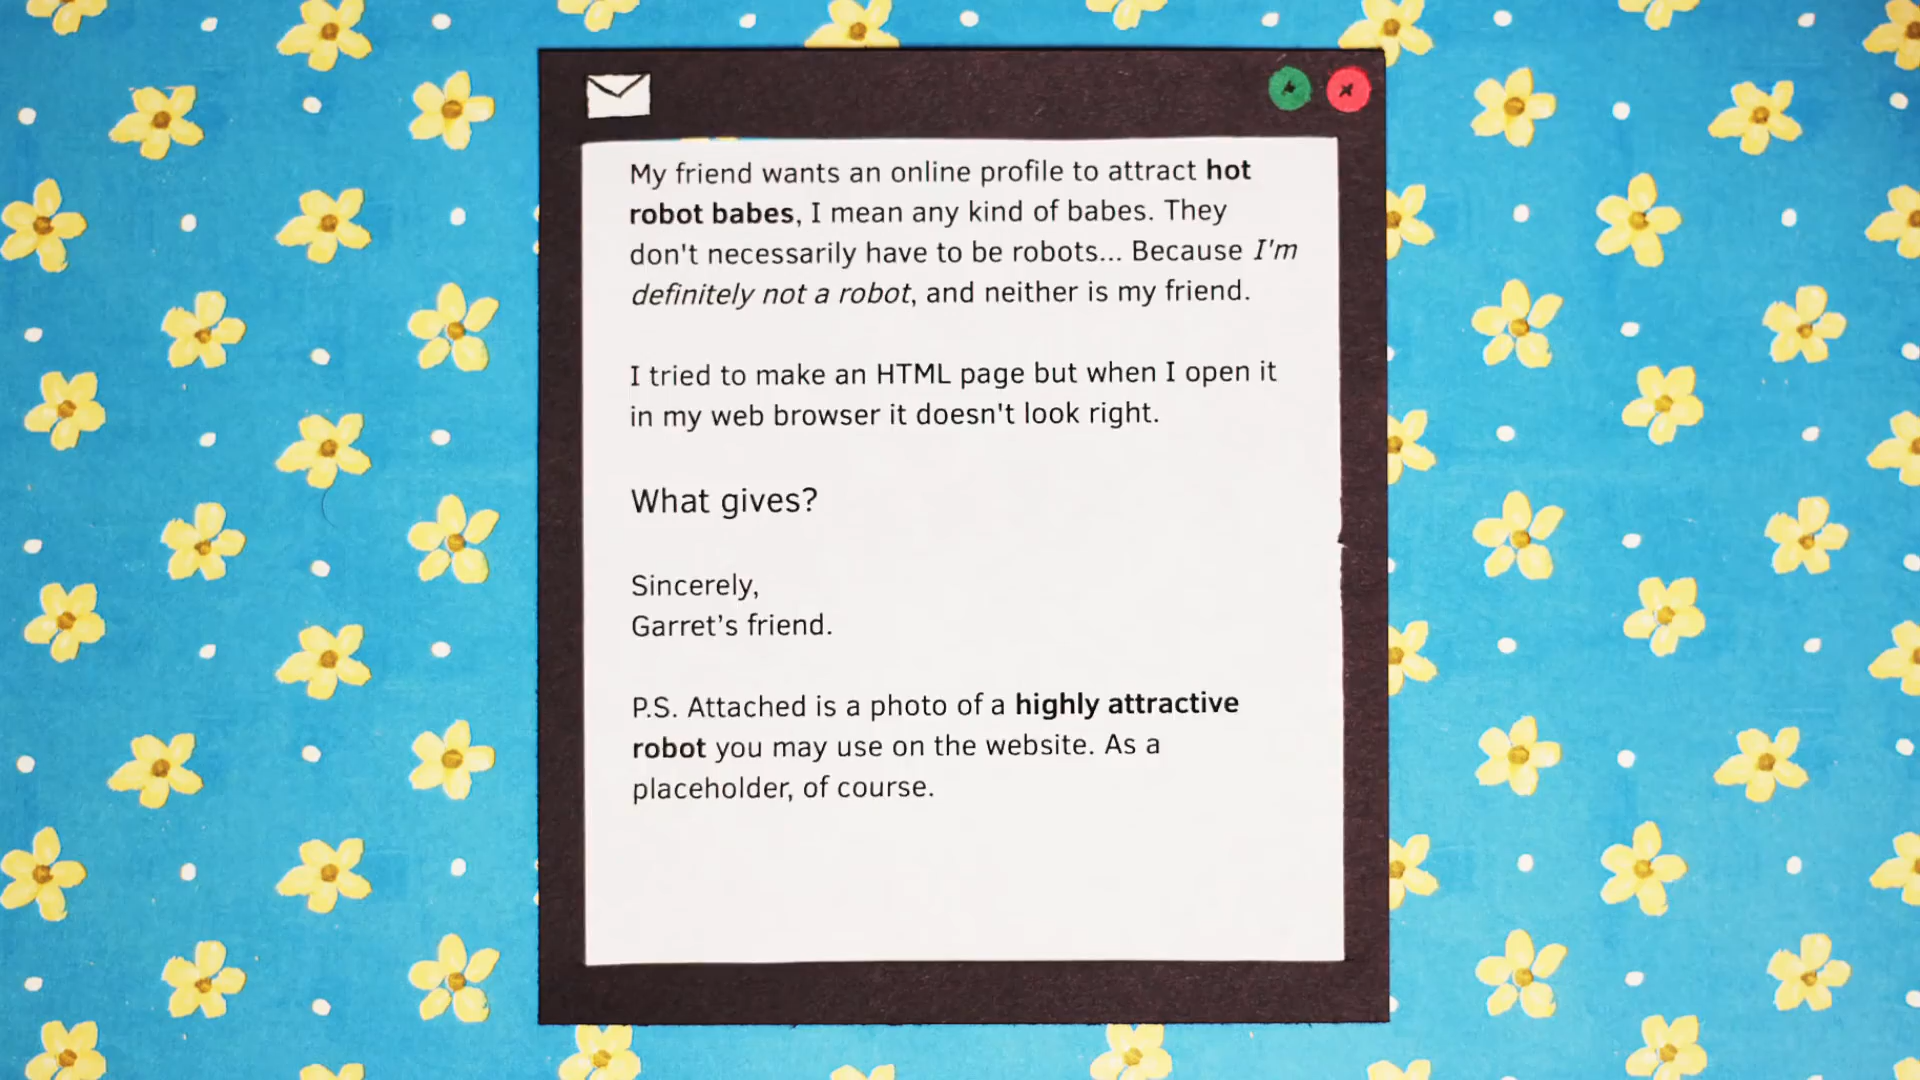 My friend wants an online profile to attract hot
robot babes, I mean any kind of babes. They
don't necessarily have to be robots... Because I'm
definitely not a robot, and neither is my friend.
I tried to make an HTML page but when I open it
in my web browser it doesn't look right.
What gives?
Sincerely,
Garret’s friend.
P.S. Attached is a photo of a highly attractive
robot you may use on the website. As a
placeholder, of course.